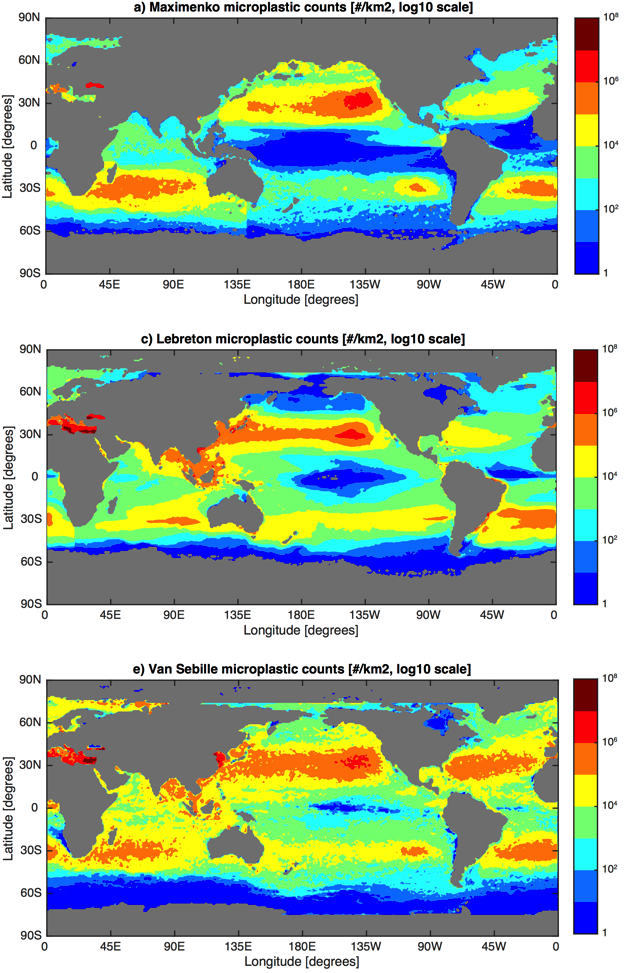 a) Maximenko microplastic counts [#/km2, log10 scale]
90N
60N
30N
0
30S
60S
90S
Latitude [degrees]
0 45E 90E 135E 180E 135W 90W 45W 0
Longitude [degrees]
10⁸
10⁶
10⁴
10²
1
c) Lebreton microplastic counts [#/km2, log10 scale]
90N
60N
30N
0
30S
60S
90S
Latitude [degrees]
0 45E 90E 135E 180E 135W 90W 45W 0
Longitude [degrees]
10⁸
10⁶
10⁴
10²
1
e) Van Sebille microplastic counts [#/km2, log10 scale]
90N
60N
30N
0
30S
60S
90S
Latitude [degrees]
0 45E 90E 135E 180E 135W 90W 45W 0
Longitude [degrees]
10⁸
10⁶
10⁴
10²
1